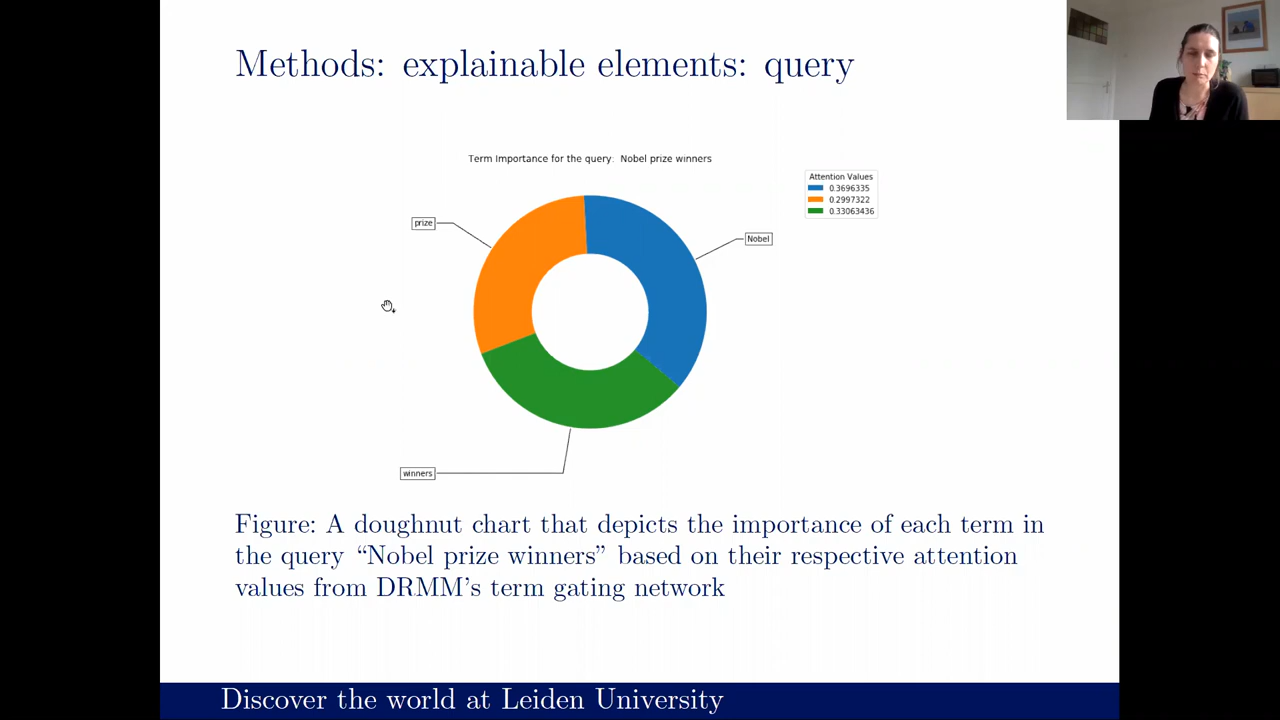 Methods: explainable elements: query
Term Importance for the query: Nobel prize winners
Attention Values
0.3696335
0.2997322
0.33063436
prize
Nobel
winners
Figure: A doughnut chart that depicts the importance of each term in
the query “Nobel prize winners” based on their respective attention
values from DRMM’s term gating network
Discover the world at Leiden University